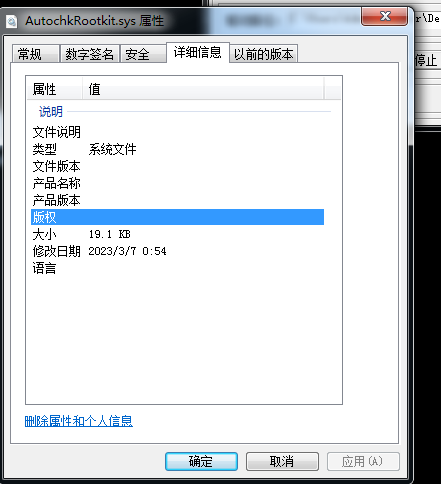 AutochkRootkit.sys 属性
r\De
停止
常规 数字签名 安全 详细信息 以前的版本
属性 值
说明
文件说明
类型 系统文件
文件版本
产品名称
产品版本
版权
大小 19.1 KB
修改日期 2023/3/7 0:54
语言
删除属性和个人信息
确定 取消 应用(A)